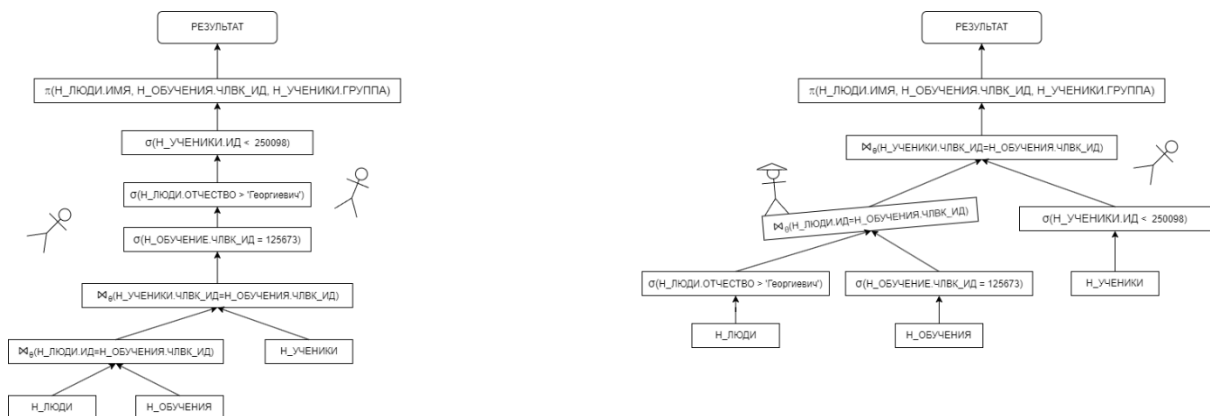 РЕЗУЛЬТАТ
π(Н_ЛЮДИ.ИМЯ, Н_ОБУЧЕНИЯ.ЧЛВК_ИД, Н_УЧЕНИКИ.ГРУППА)
σ(Н_УЧЕНИКИ.ИД < 250098)
σ(Н_ЛЮДИ.ОТЧЕСТВО > 'Георгиевич')
σ(Н_ОБУЧЕНИЕ.ЧЛВК_ИД = 125673)
⋈θ(Н_УЧЕНИКИ.ЧЛВК_ИД=Н_ОБУЧЕНИЯ.ЧЛВК_ИД)
⋈θ(Н_ЛЮДИ.ИД=Н_ОБУЧЕНИЯ.ЧЛВК_ИД)
Н_УЧЕНИКИ
Н_ЛЮДИ
Н_ОБУЧЕНИЯ
РЕЗУЛЬТАТ
π(Н_ЛЮДИ.ИМЯ, Н_ОБУЧЕНИЯ.ЧЛВК_ИД, Н_УЧЕНИКИ.ГРУППА)
⋈θ(Н_УЧЕНИКИ.ЧЛВК_ИД=Н_ОБУЧЕНИЯ.ЧЛВК_ИД)
⋈θ(Н_ЛЮДИ.ИД=Н_ОБУЧЕНИЯ.ЧЛВК_ИД)
σ(Н_УЧЕНИКИ.ИД < 250098)
σ(Н_ЛЮДИ.ОТЧЕСТВО > 'Георгиевич')
σ(Н_ОБУЧЕНИЕ.ЧЛВК_ИД = 125673)
Н_УЧЕНИКИ
Н_ЛЮДИ
Н_ОБУЧЕНИЯ